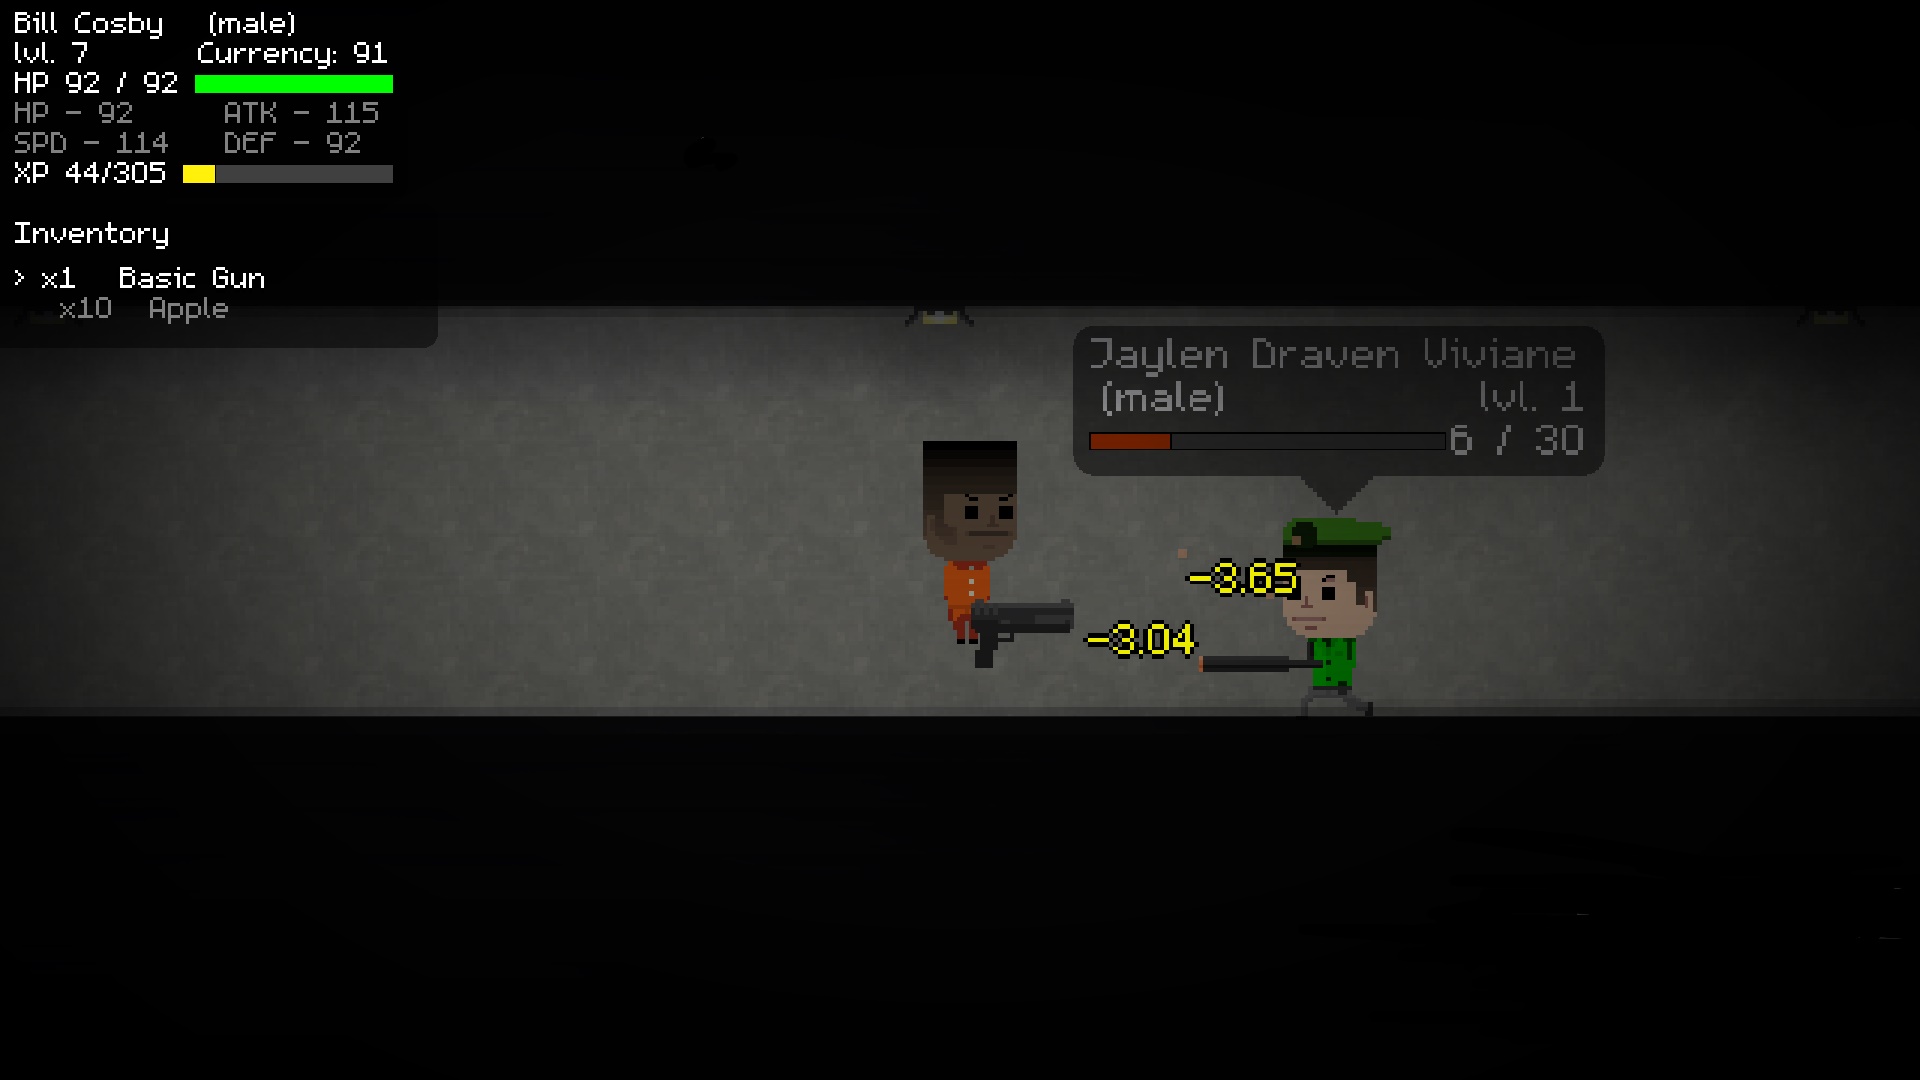 Bill Cosby (male)
lvl. 7 Currency: 91
HP 92 / 92
HP - 92 ATK - 115
SPD - 114 DEF - 92
XP 44/305
Inventory
> x1 Basic Gun
x10 Apple
Jaylen Draven Viviane
(male) lvl. 1
6 / 30
-3.65
-3.04